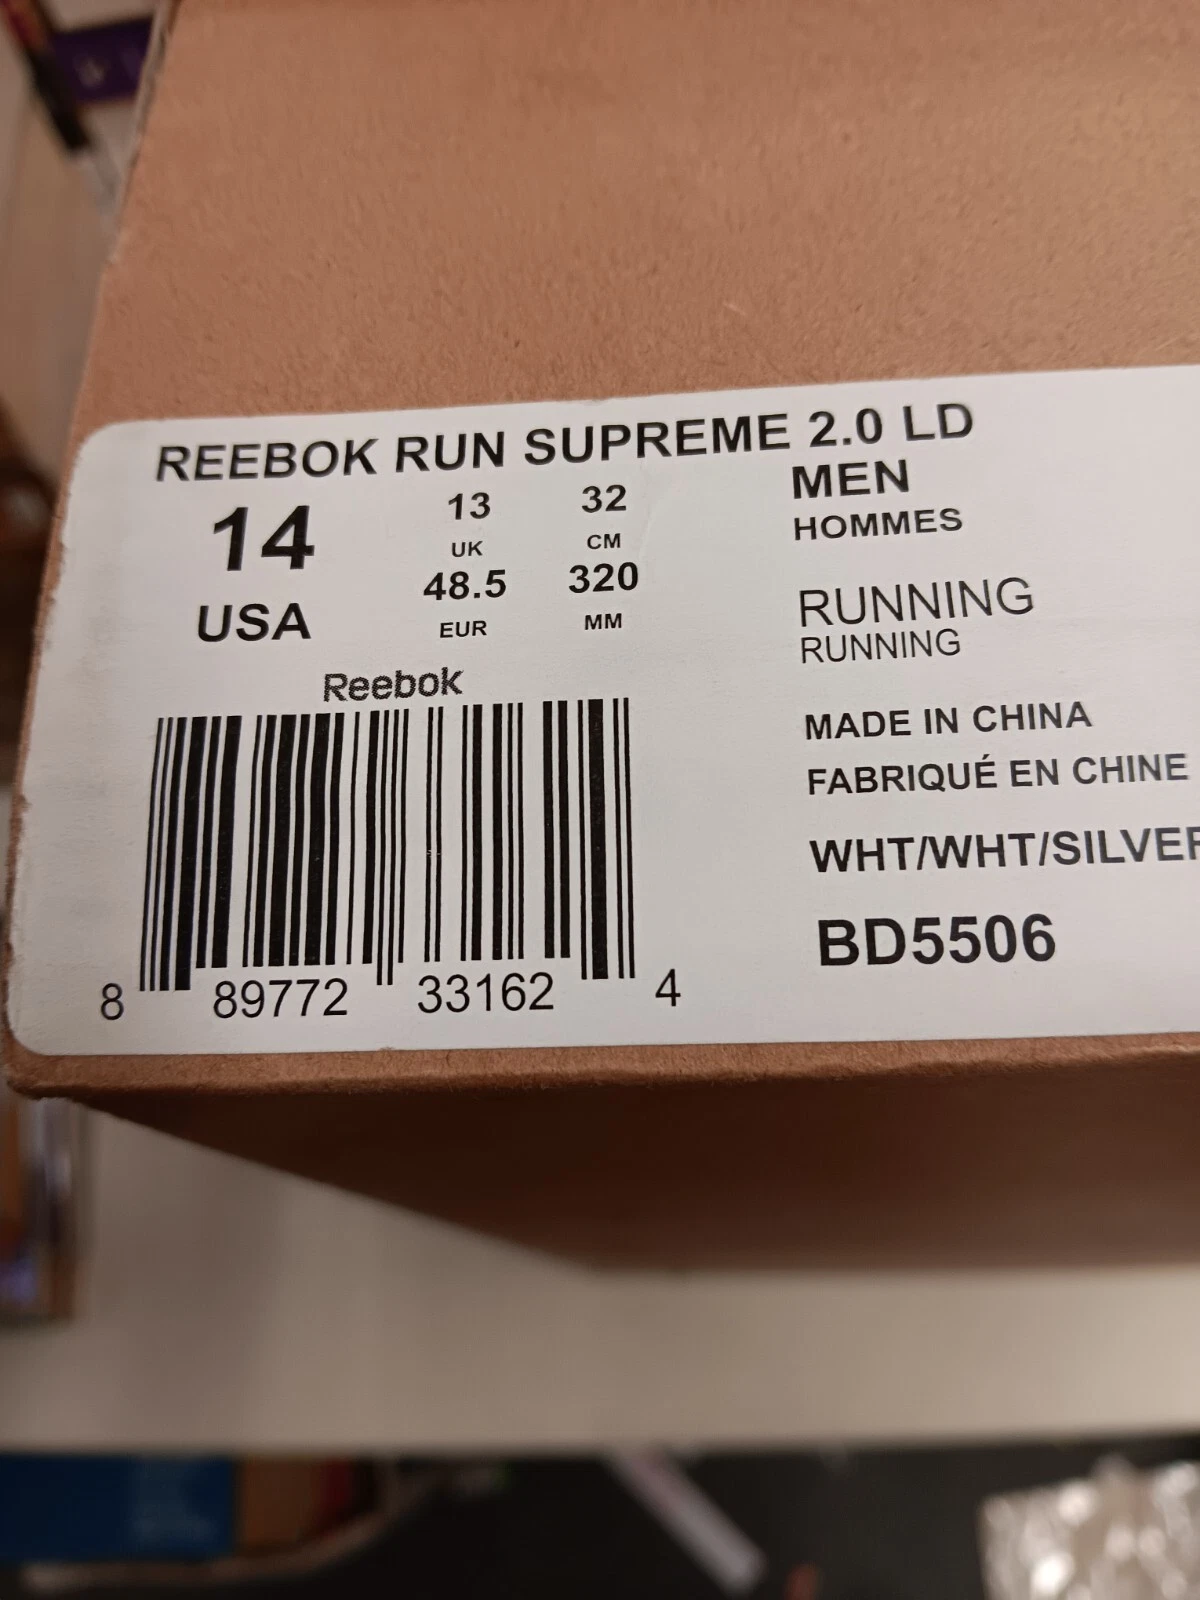 REEBOK RUN SUPREME 2.0 LD
14
USA
13
UK
48.5
EUR
32
CM
320
MM
MEN
HOMMES
RUNNING
RUNNING
MADE IN CHINA
FABRIQUÉ EN CHINE
WHT/WHT/SILVER
BD5506
Reebok
8 89772 33162 4